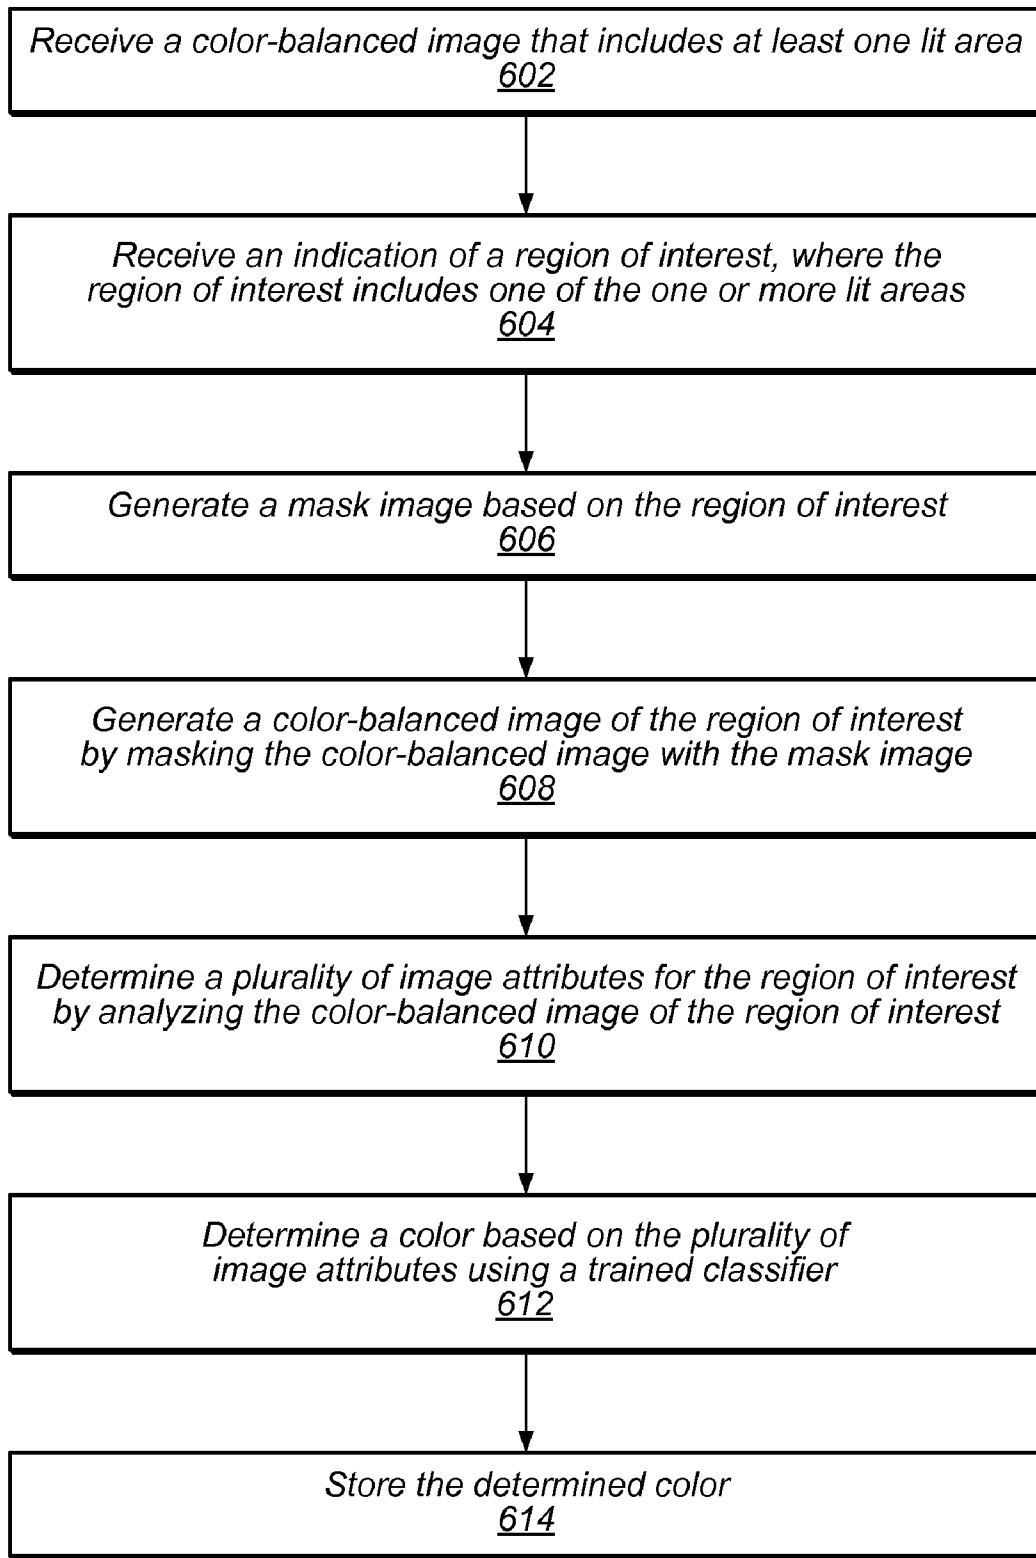 Receive a color-balanced image that includes at least one lit area
602
Receive an indication of a region of interest, where the
region of interest includes one of the one or more lit areas
604
Generate a mask image based on the region of interest
606
Generate a color-balanced image of the region of interest
by masking the color-balanced image with the mask image
608
Determine a plurality of image attributes for the region of interest
by analyzing the color-balanced image of the region of interest
610
Determine a color based on the plurality of
image attributes using a trained classifier
612
Store the determined color
614